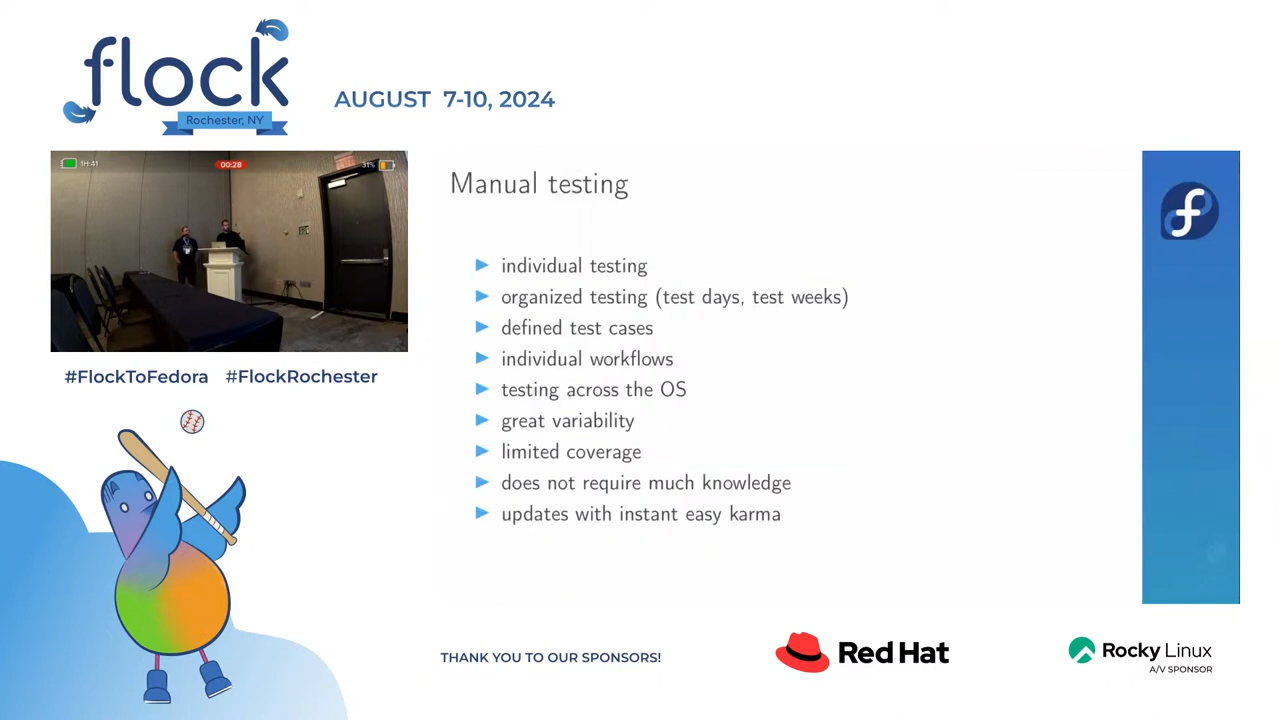 flock
Rochester, NY
AUGUST 7-10, 2024
1H:41
00:28
31%
#FlockToFedora #FlockRochester
Manual testing
individual testing
organized testing (test days, test weeks)
defined test cases
individual workflows
testing across the OS
great variability
limited coverage
does not require much knowledge
updates with instant easy karma
THANK YOU TO OUR SPONSORS!
Red Hat
Rocky Linux
A/V SPONSOR